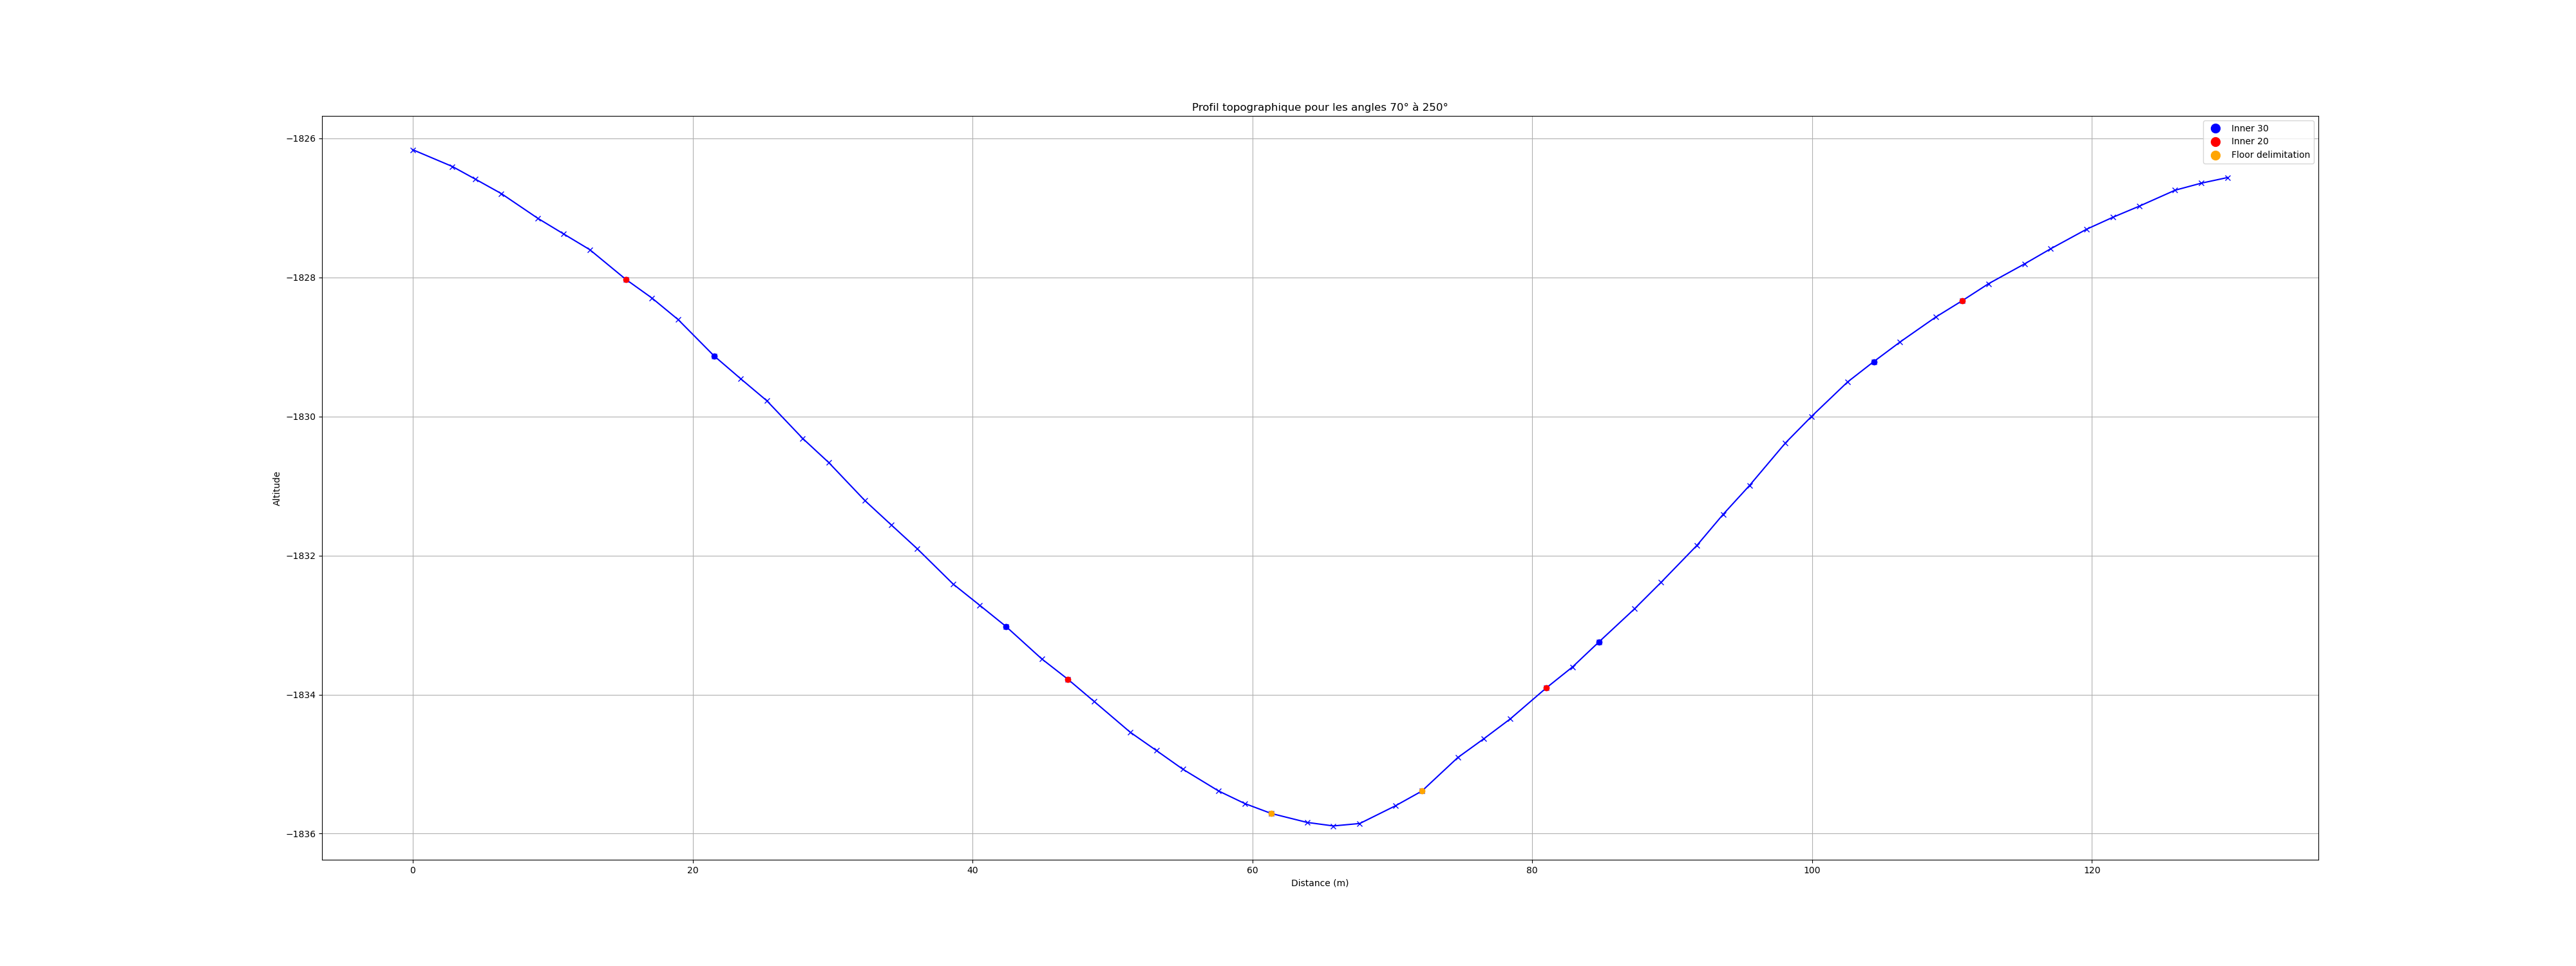 Profil topographique pour les angles 70° à 250°
Inner 30
Inner 20
Floor delimitation
Altitude
−1826
−1828
−1830
−1832
−1834
−1836
0
20
40
60
80
100
120
Distance (m)